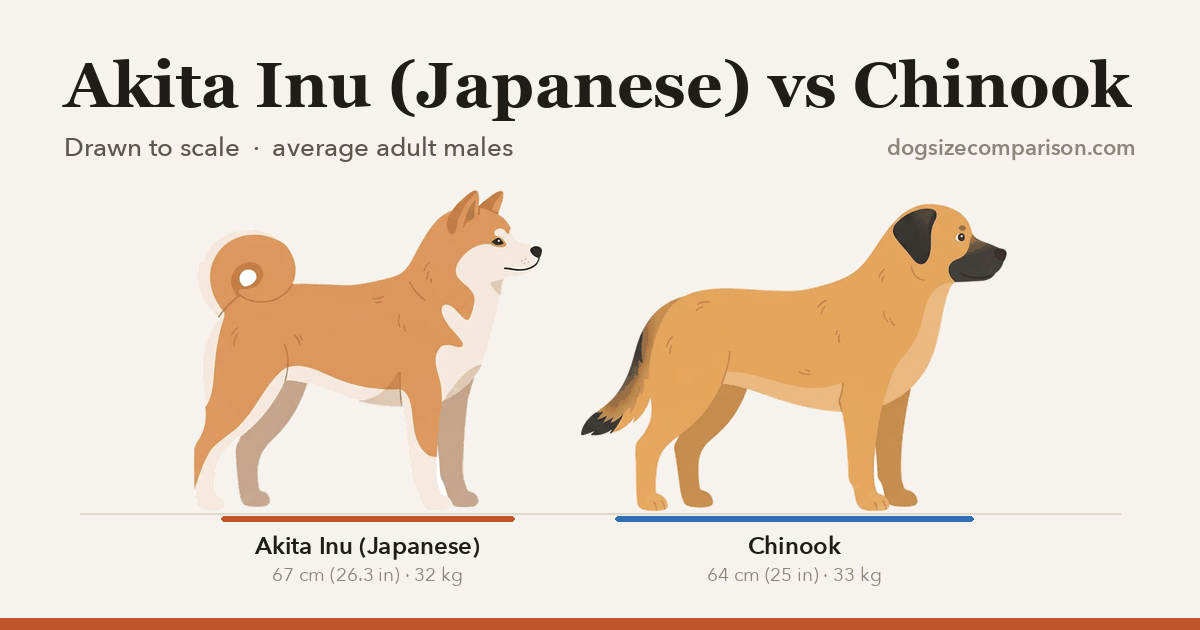 Akita Inu (Japanese) vs Chinook
Drawn to scale · average adult males
dogsizecomparison.com
Akita Inu (Japanese)
67 cm (26.3 in) · 32 kg
Chinook
64 cm (25 in) · 33 kg